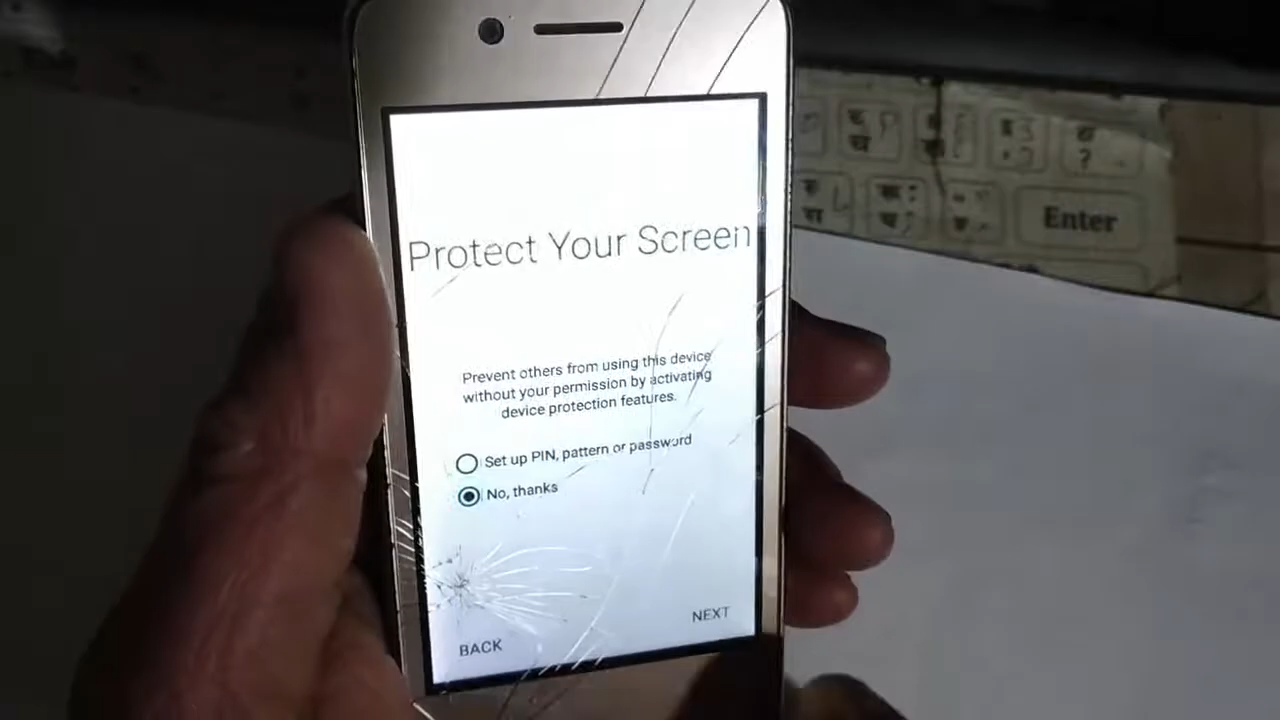 Protect Your Screen
Prevent others from using this device
without your permission by activating
device protection features.
Set up PIN, pattern or password
No, thanks
NEXT
BACK
?
Enter